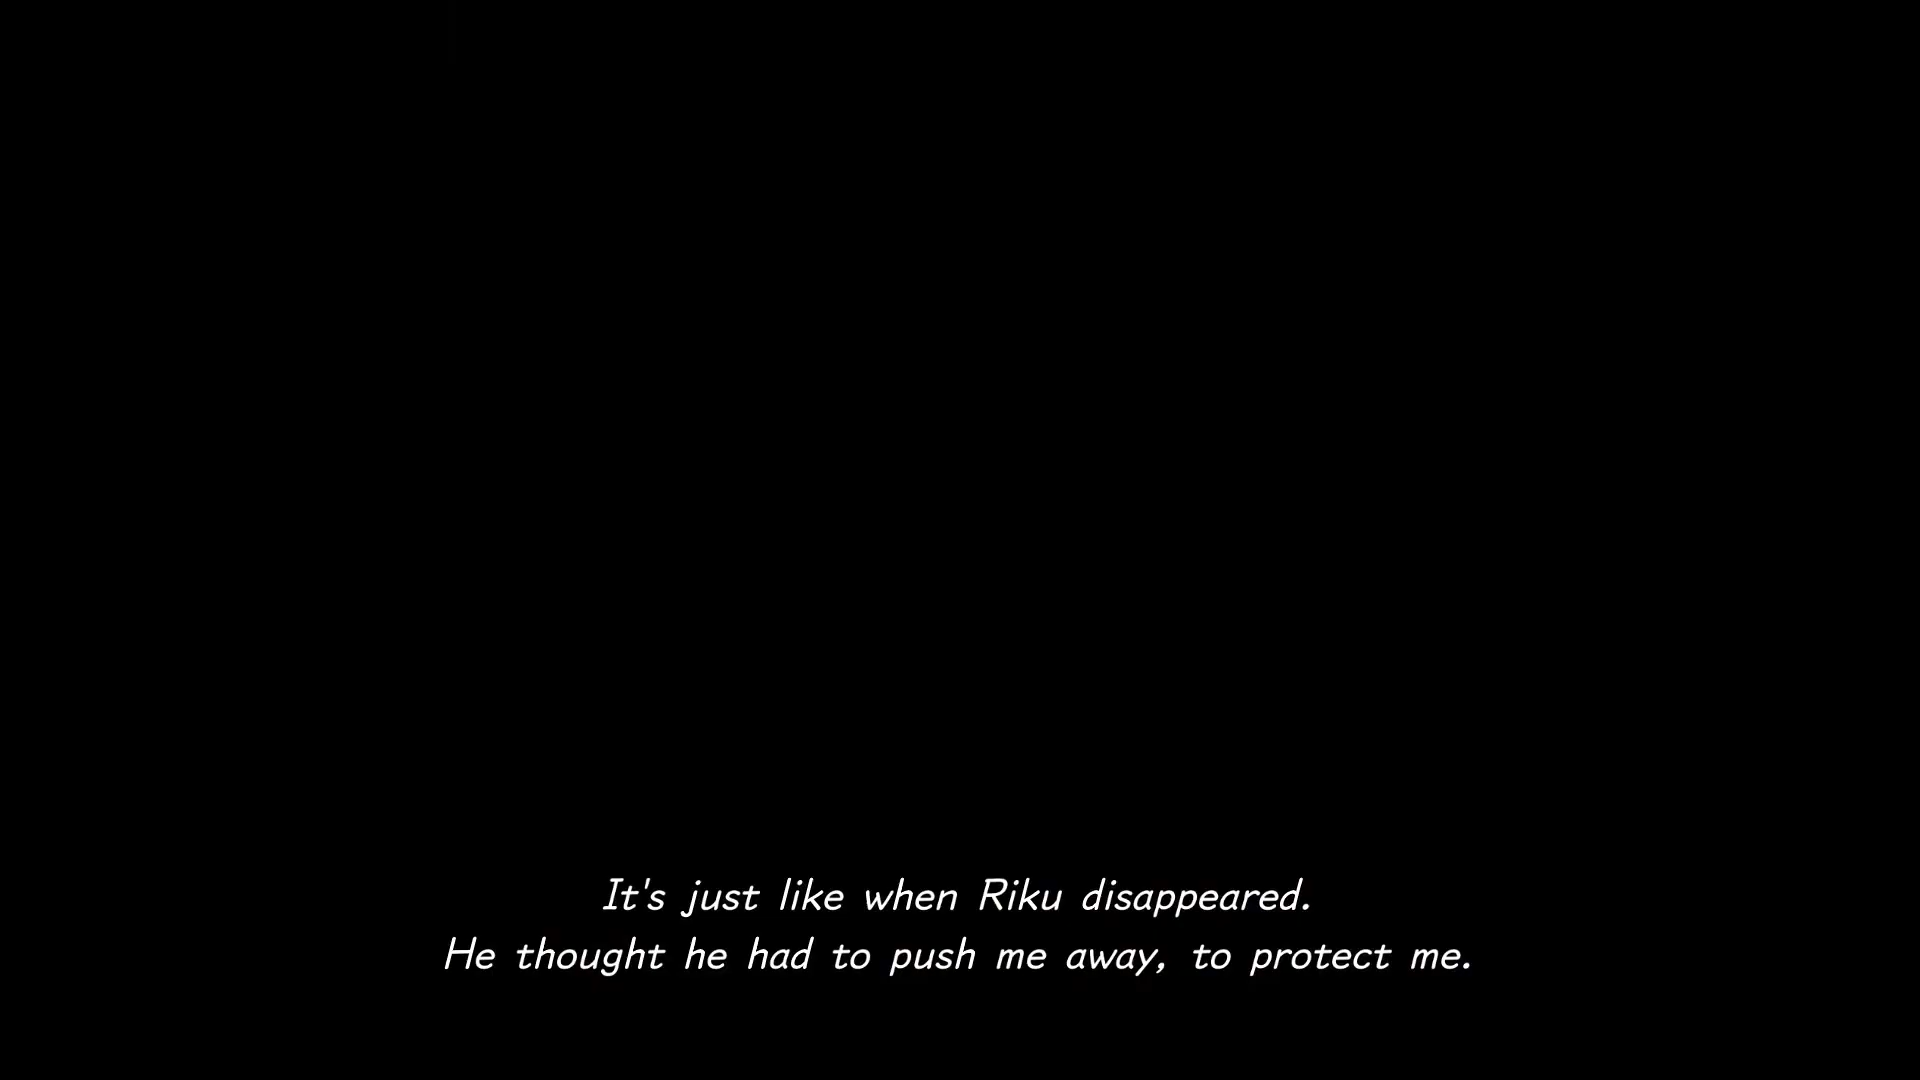 It's just like when Riku disappeared.
He thought he had to push me away, to protect me.